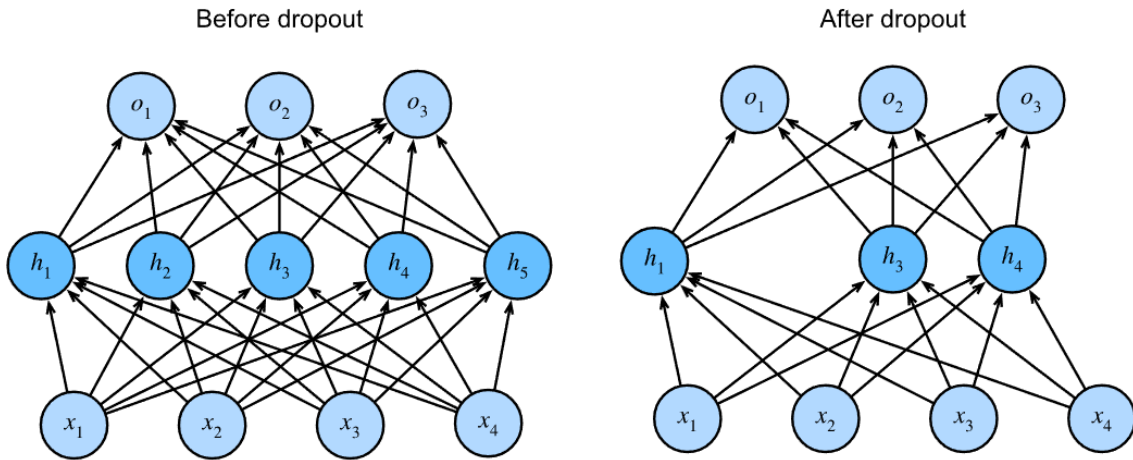 Before dropout
After dropout
o1 o2 o3
o1 o2 o3
h1 h2 h3 h4 h5
h1 h3 h4
x1 x2 x3 x4
x1 x2 x3 x4